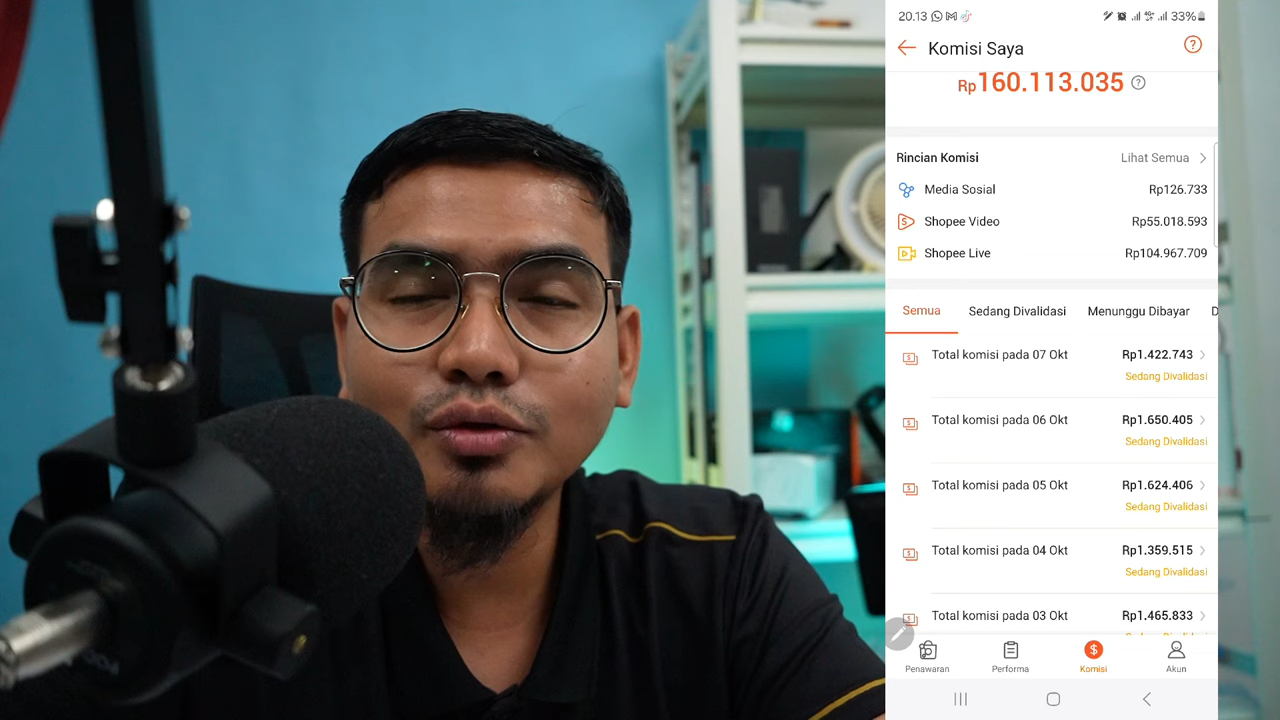 20.13
33%
Komisi Saya
Rp160.113.035
Rincian Komisi Lihat Semua
Media Sosial Rp126.733
Shopee Video Rp55.018.593
Shopee Live Rp104.967.709
Semua Sedang Divalidasi Menunggu Dibayar D
Total komisi pada 07 Okt Rp1.422.743
Sedang Divalidasi
Total komisi pada 06 Okt Rp1.650.405
Sedang Divalidasi
Total komisi pada 05 Okt Rp1.624.406
Sedang Divalidasi
Total komisi pada 04 Okt Rp1.359.515
Sedang Divalidasi
Total komisi pada 03 Okt Rp1.465.833
Penawaran Performa Komisi Akun